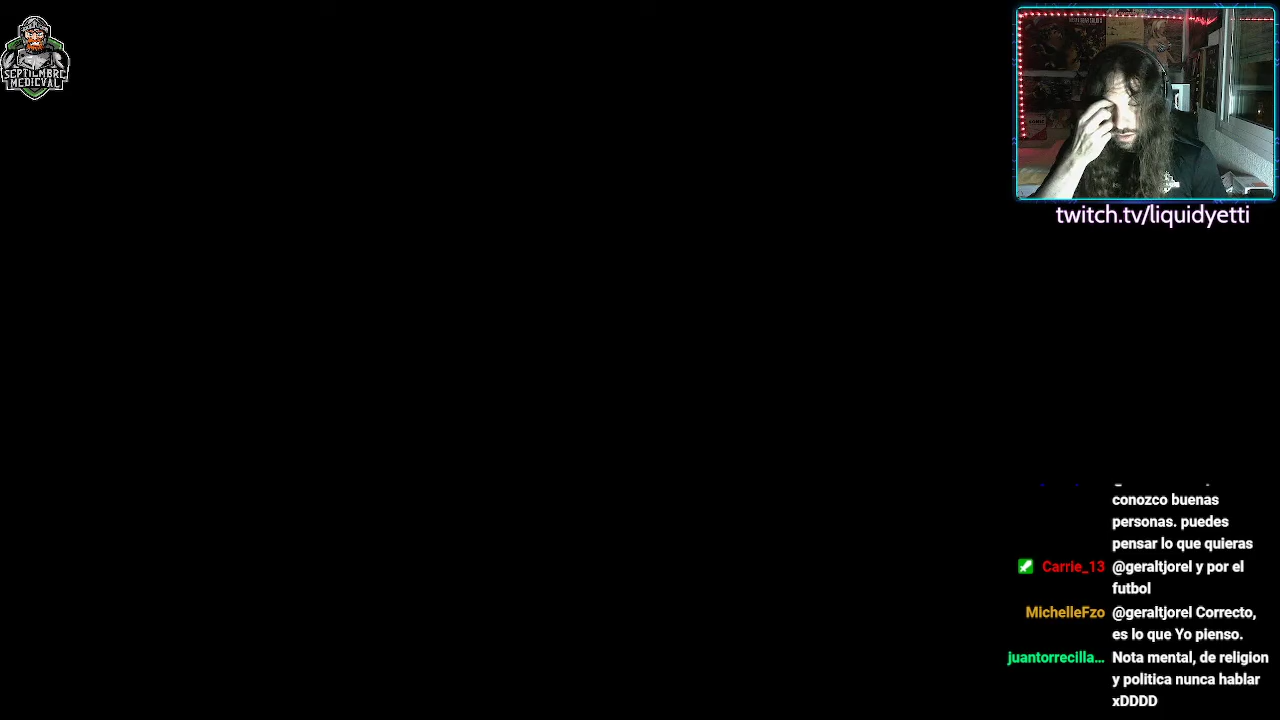 SEPTIEMBRE
MEDIEVAL
twitch.tv/liquidyetti
conozco buenas
personas. puedes
pensar lo que quieras
Carrie_13 @geraltjorel y por el
futbol
MichelleFzo @geraltjorel Correcto,
es lo que Yo pienso.
juantorrecilla… Nota mental, de religion
y politica nunca hablar
xDDDD